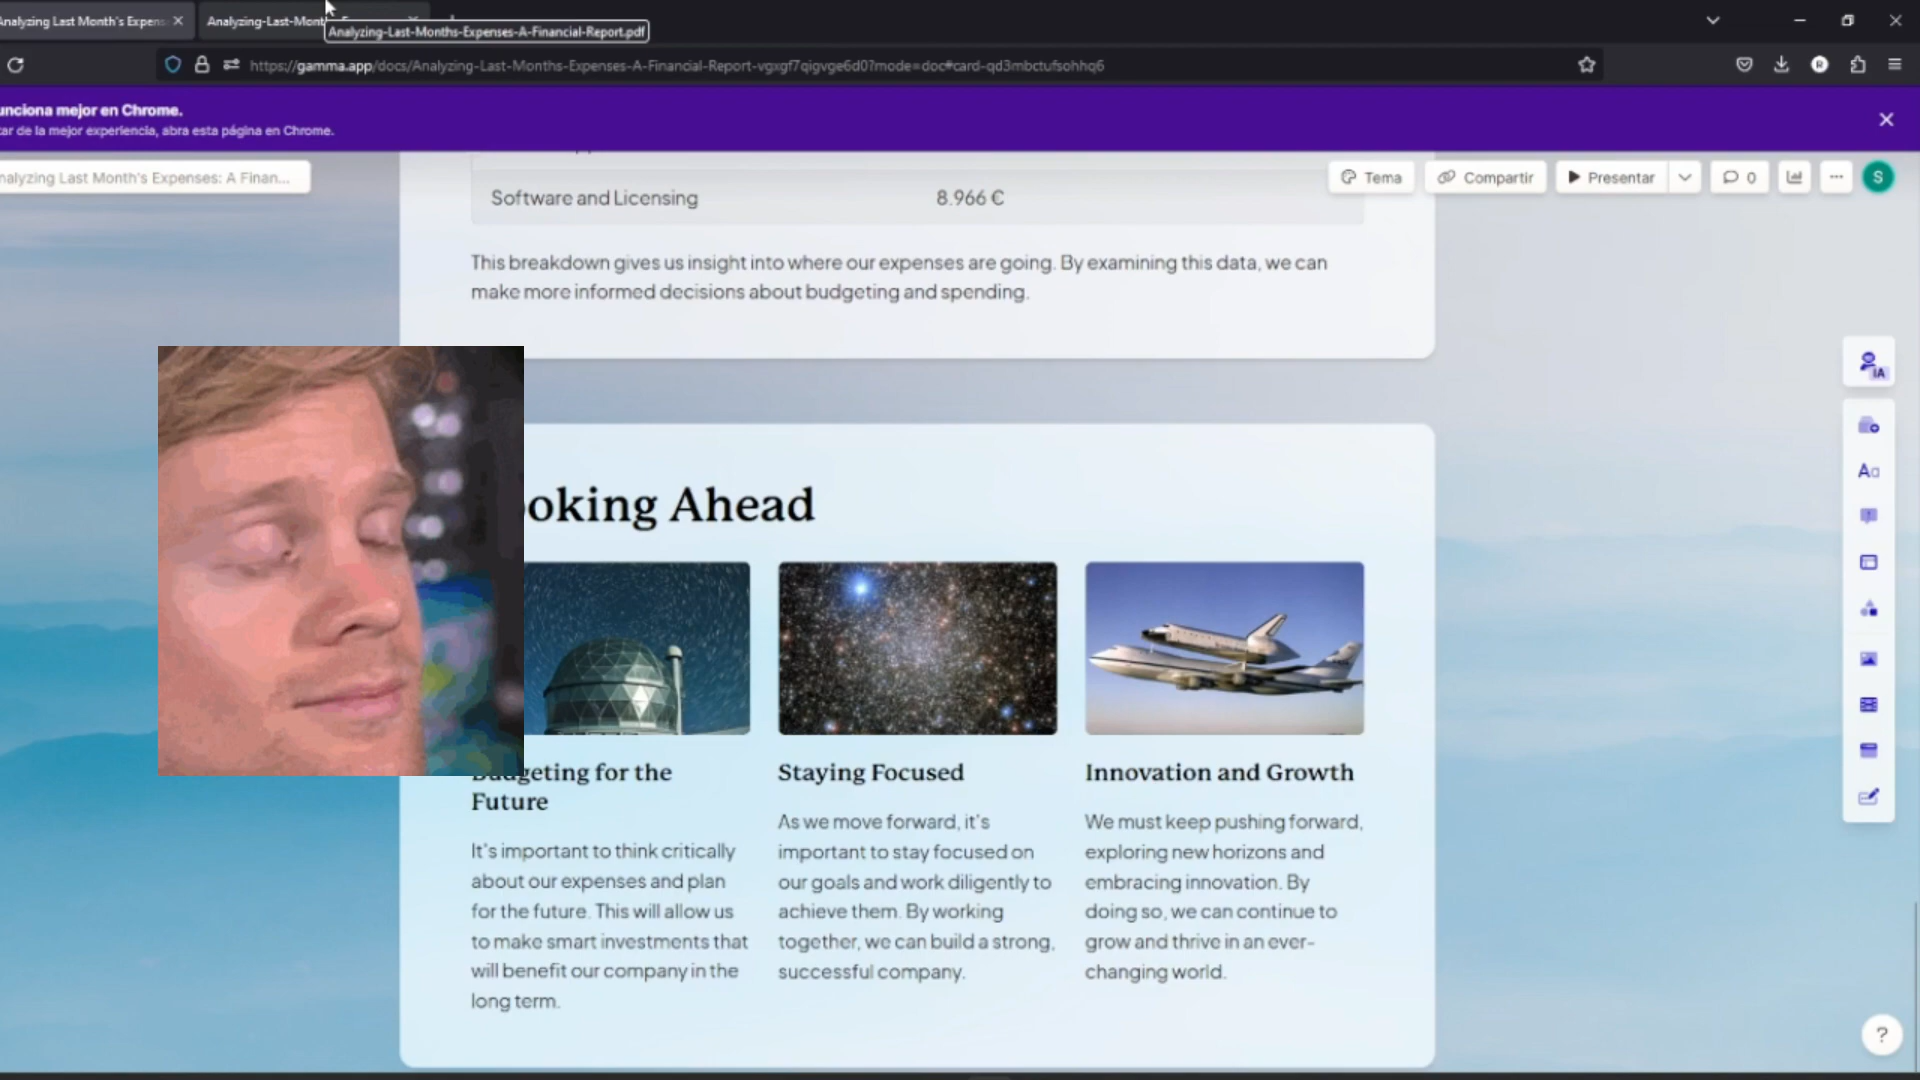 Analyzing Last Month's Expens
Analyzing-Last-Mont
Analyzing-Last-Months-Expenses-A-Financial-Report.pdf
https://gamma.app/docs/Analyzing-Last-Months-Expenses-A-Financial-Report-vgxgf7qigvge6d0?mode=doc#card-qd3mbctufsohhq6
unciona mejor en Chrome.
ar de la mejor experiencia, abra esta página en Chrome.
nalyzing Last Month's Expenses: A Finan...
Tema
Compartir
Presentar
0
S
Software and Licensing 8.966 €
This breakdown gives us insight into where our expenses are going. By examining this data, we can
make more informed decisions about budgeting and spending.
IA
Aa
ooking Ahead
Budgeting for the
Future
It's important to think critically
about our expenses and plan
for the future. This will allow us
to make smart investments that
will benefit our company in the
long term.
Staying Focused
As we move forward, it's
important to stay focused on
our goals and work diligently to
achieve them. By working
together, we can build a strong,
successful company.
Innovation and Growth
We must keep pushing forward,
exploring new horizons and
embracing innovation. By
doing so, we can continue to
grow and thrive in an ever-
changing world.
?